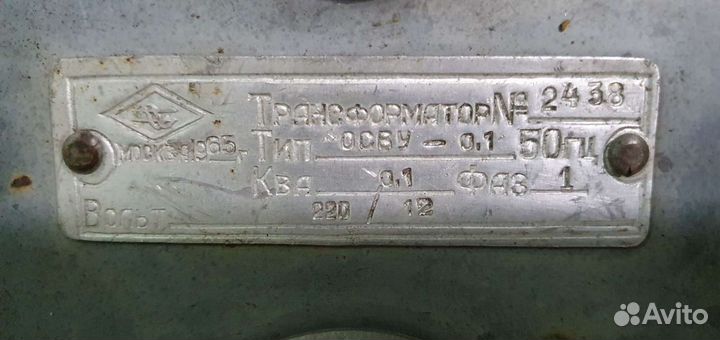 Трансформатор № 2438
Москва 1965 г.
Тип ОСВУ - 0.1 50 гц
Ква 0.1 Фаз 1
Вольт 220 / 12
Avito